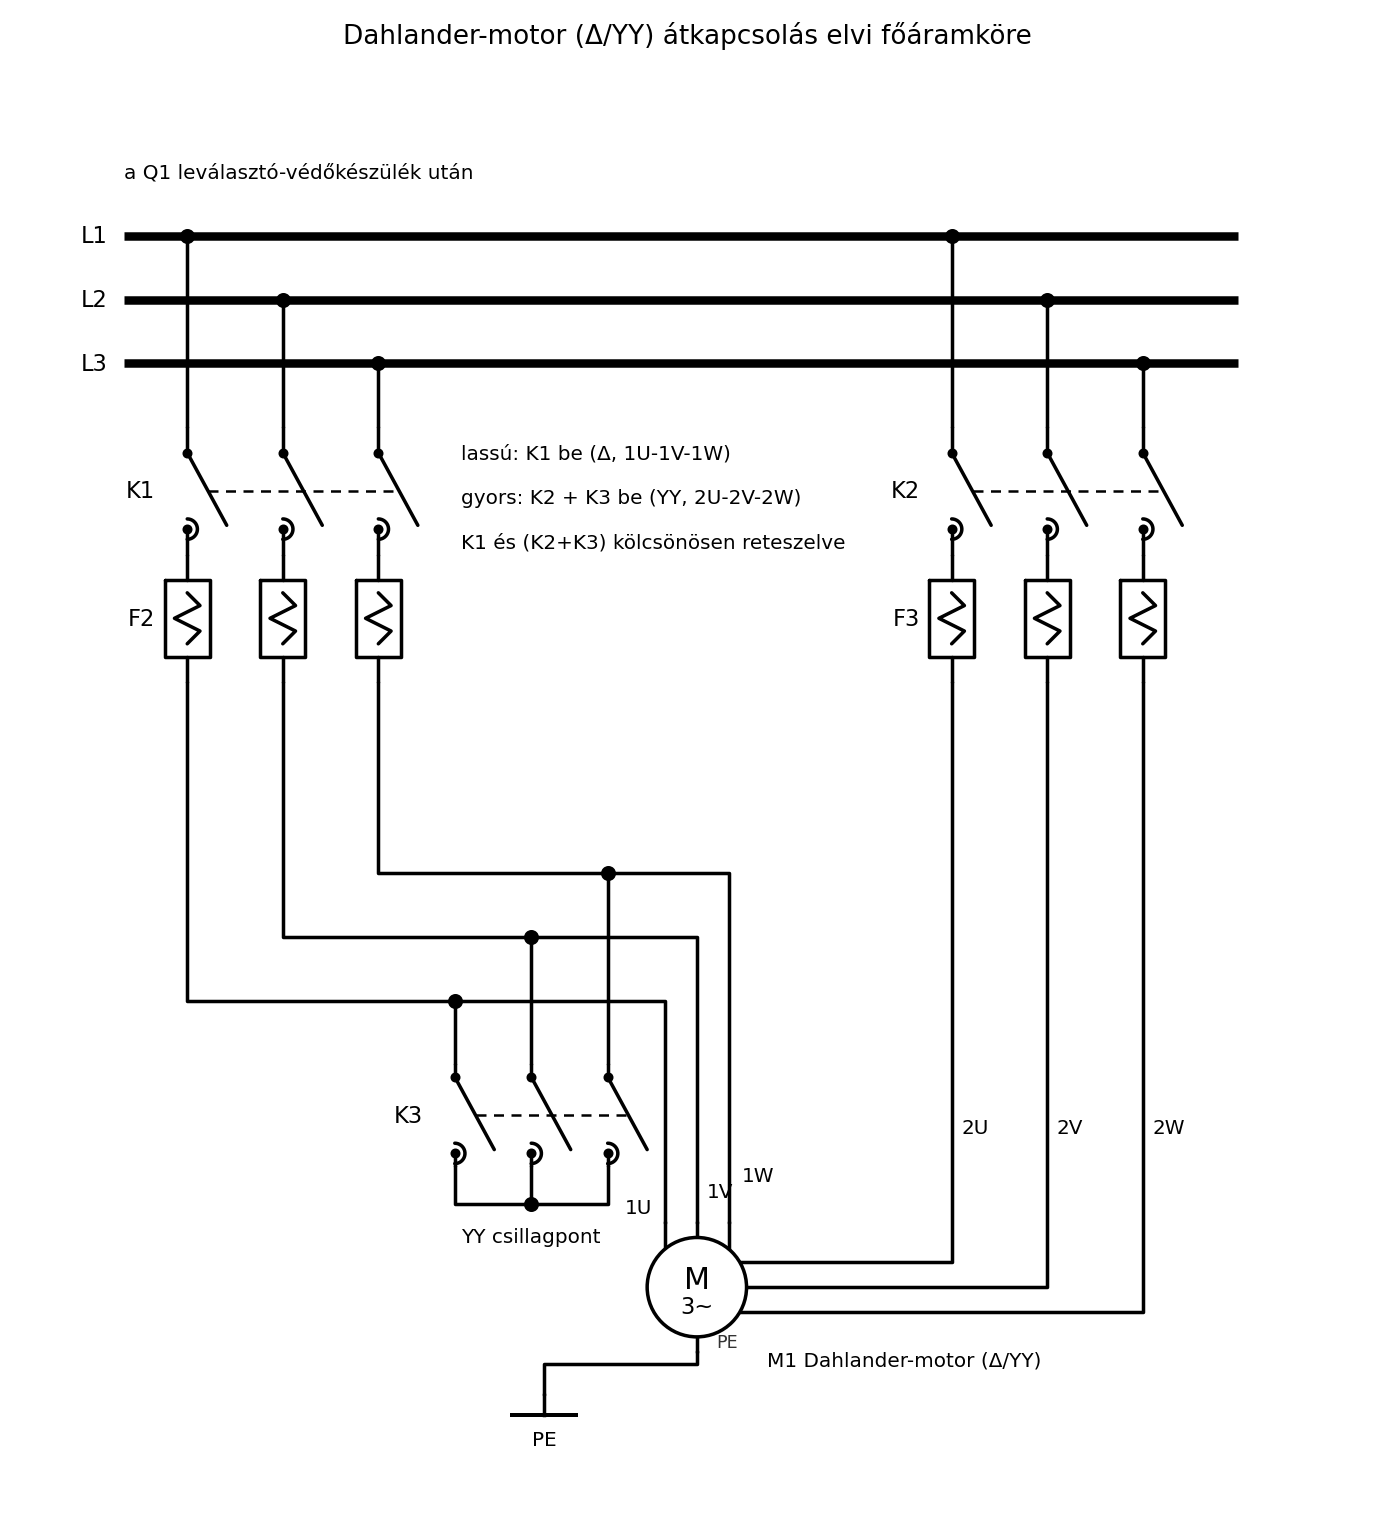 Dahlander-motor (Δ/YY) átkapcsolás elvi főáramköre
a Q1 leválasztó-védőkészülék után
L1
L2
L3
lassú: K1 be (Δ, 1U-1V-1W)
K1
gyors: K2 + K3 be (YY, 2U-2V-2W)
K2
K1 és (K2+K3) kölcsönösen reteszelve
F2
F3
K3
2U
2V
2W
1W
1V
1U
YY csillagpont
M
3~
PE
M1 Dahlander-motor (Δ/YY)
PE